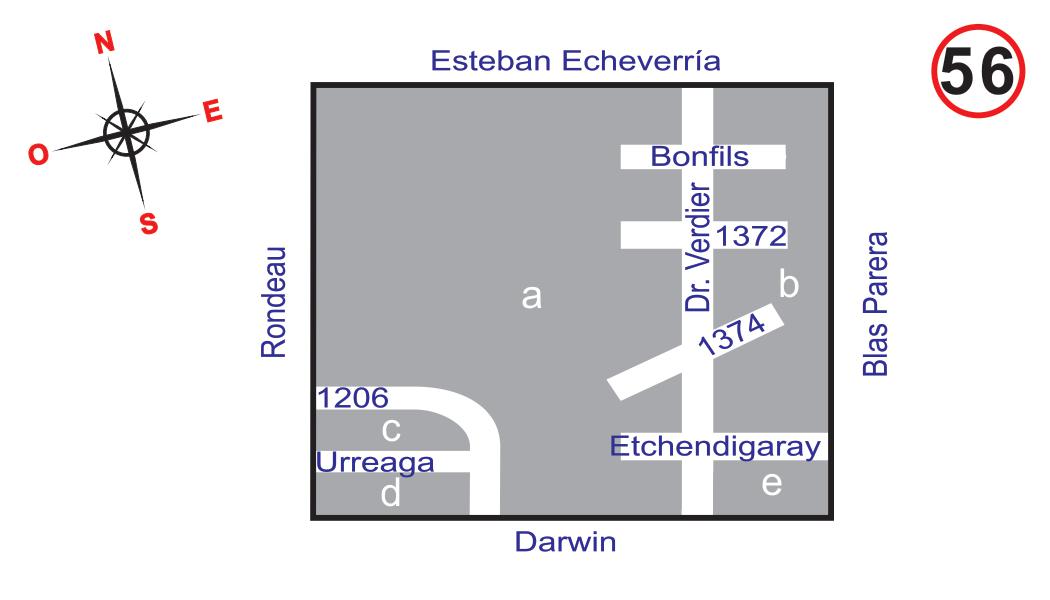 N
E
O
S
56
Esteban Echeverría
Bonfils
Dr. Verdier
1372
b
a
Rondeau
Blas Parera
1374
1206
c
Urreaga
d
Etchendigaray
e
Darwin